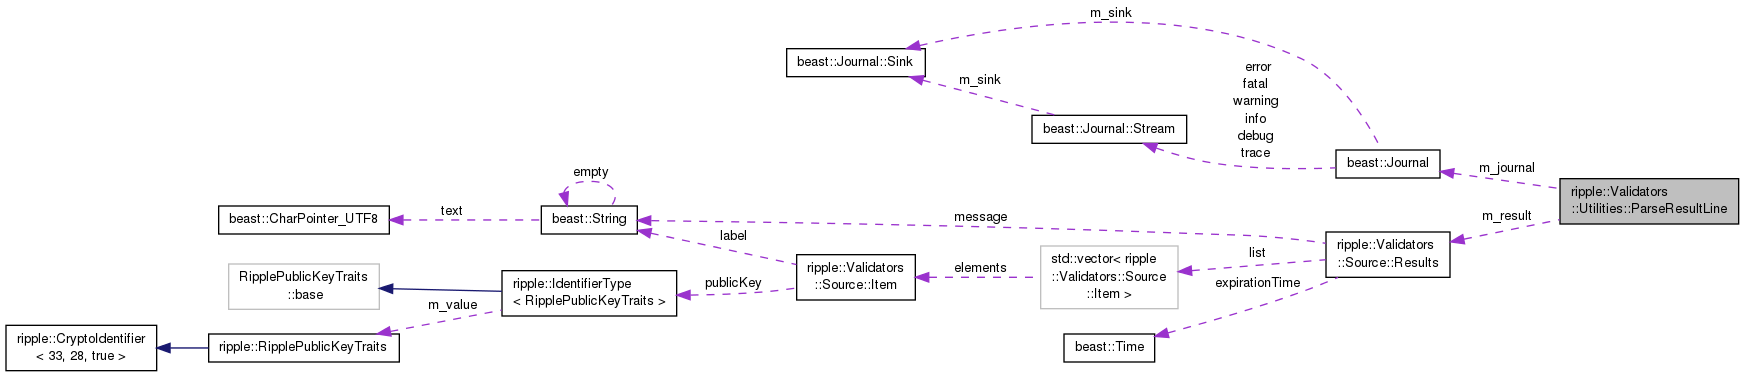 m_sink
beast::Journal::Sink
m_sink
error
fatal
warning
info
debug
trace
beast::Journal::Stream
beast::Journal
m_journal
ripple::Validators
::Utilities::ParseResultLine
m_result
empty
beast::CharPointer_UTF8
text
beast::String
message
label
ripple::Validators
::Source::Results
list
expirationTime
std::vector< ripple
::Validators::Source
::Item >
elements
ripple::Validators
::Source::Item
publicKey
RipplePublicKeyTraits
::base
ripple::IdentifierType
< RipplePublicKeyTraits >
m_value
ripple::CryptoIdentifier
< 33, 28, true >
ripple::RipplePublicKeyTraits
beast::Time